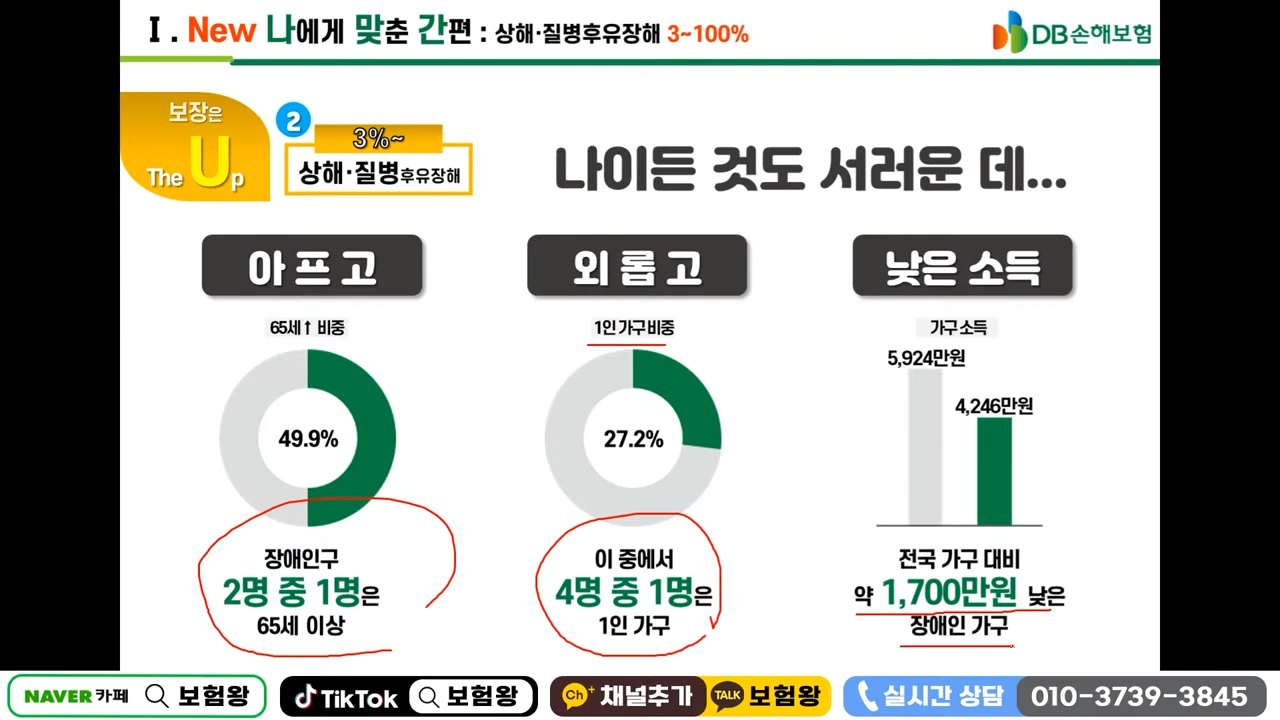 Ⅰ. New 나에게 맞춘 간편 : 상해·질병후유장해 3~100%
DB손해보험
보장은
The Up
2
3%~
상해·질병후유장해
나이든 것도 서러운 데...
아프고
외롭고
낮은 소득
65세↑ 비중
1인 가구 비중
가구 소득
5,924만원
4,246만원
49.9%
27.2%
장애인구
2명 중 1명은
65세 이상
이 중에서
4명 중 1명은
1인 가구
전국 가구 대비
약 1,700만원 낮은
장애인 가구
NAVER 카페 보험왕
TikTok 보험왕
Ch+ 채널추가 TALK 보험왕
실시간 상담 010-3739-3845